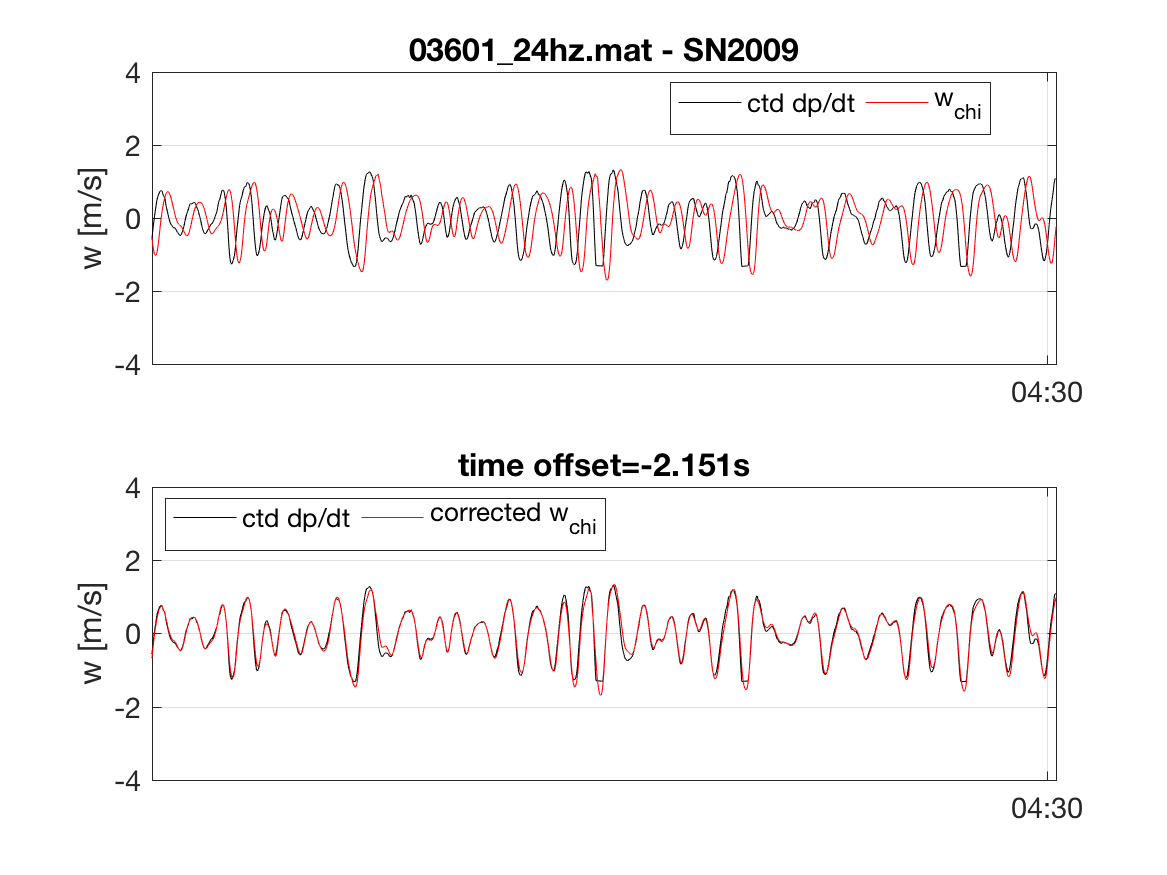 03601_24hz.mat - SN2009
4
2
0
-2
-4
w [m/s]
ctd dp/dt w_chi
04:30
time offset=-2.151s
4
2
0
-2
-4
w [m/s]
ctd dp/dt corrected w_chi
04:30